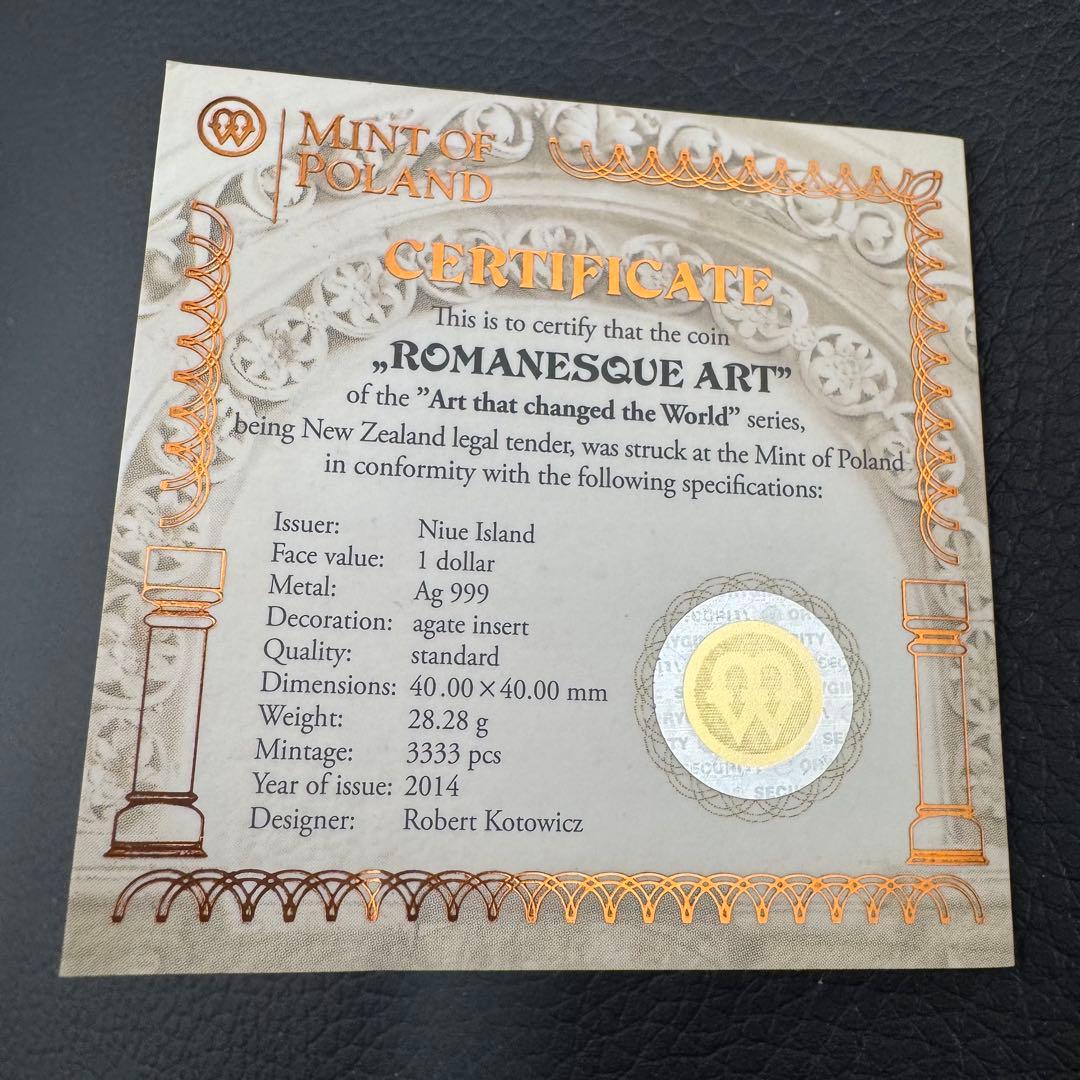 MINT OF
POLAND
CERTIFICATE
This is to certify that the coin
„ROMANESQUE ART”
of the ”Art that changed the World” series,
being New Zealand legal tender, was struck at the Mint of Poland
in conformity with the following specifications:
Issuer: Niue Island
Face value: 1 dollar
Metal: Ag 999
Decoration: agate insert
Quality: standard
Dimensions: 40.00 × 40.00 mm
Weight: 28.28 g
Mintage: 3333 pcs
Year of issue: 2014
Designer: Robert Kotowicz
SECURITY